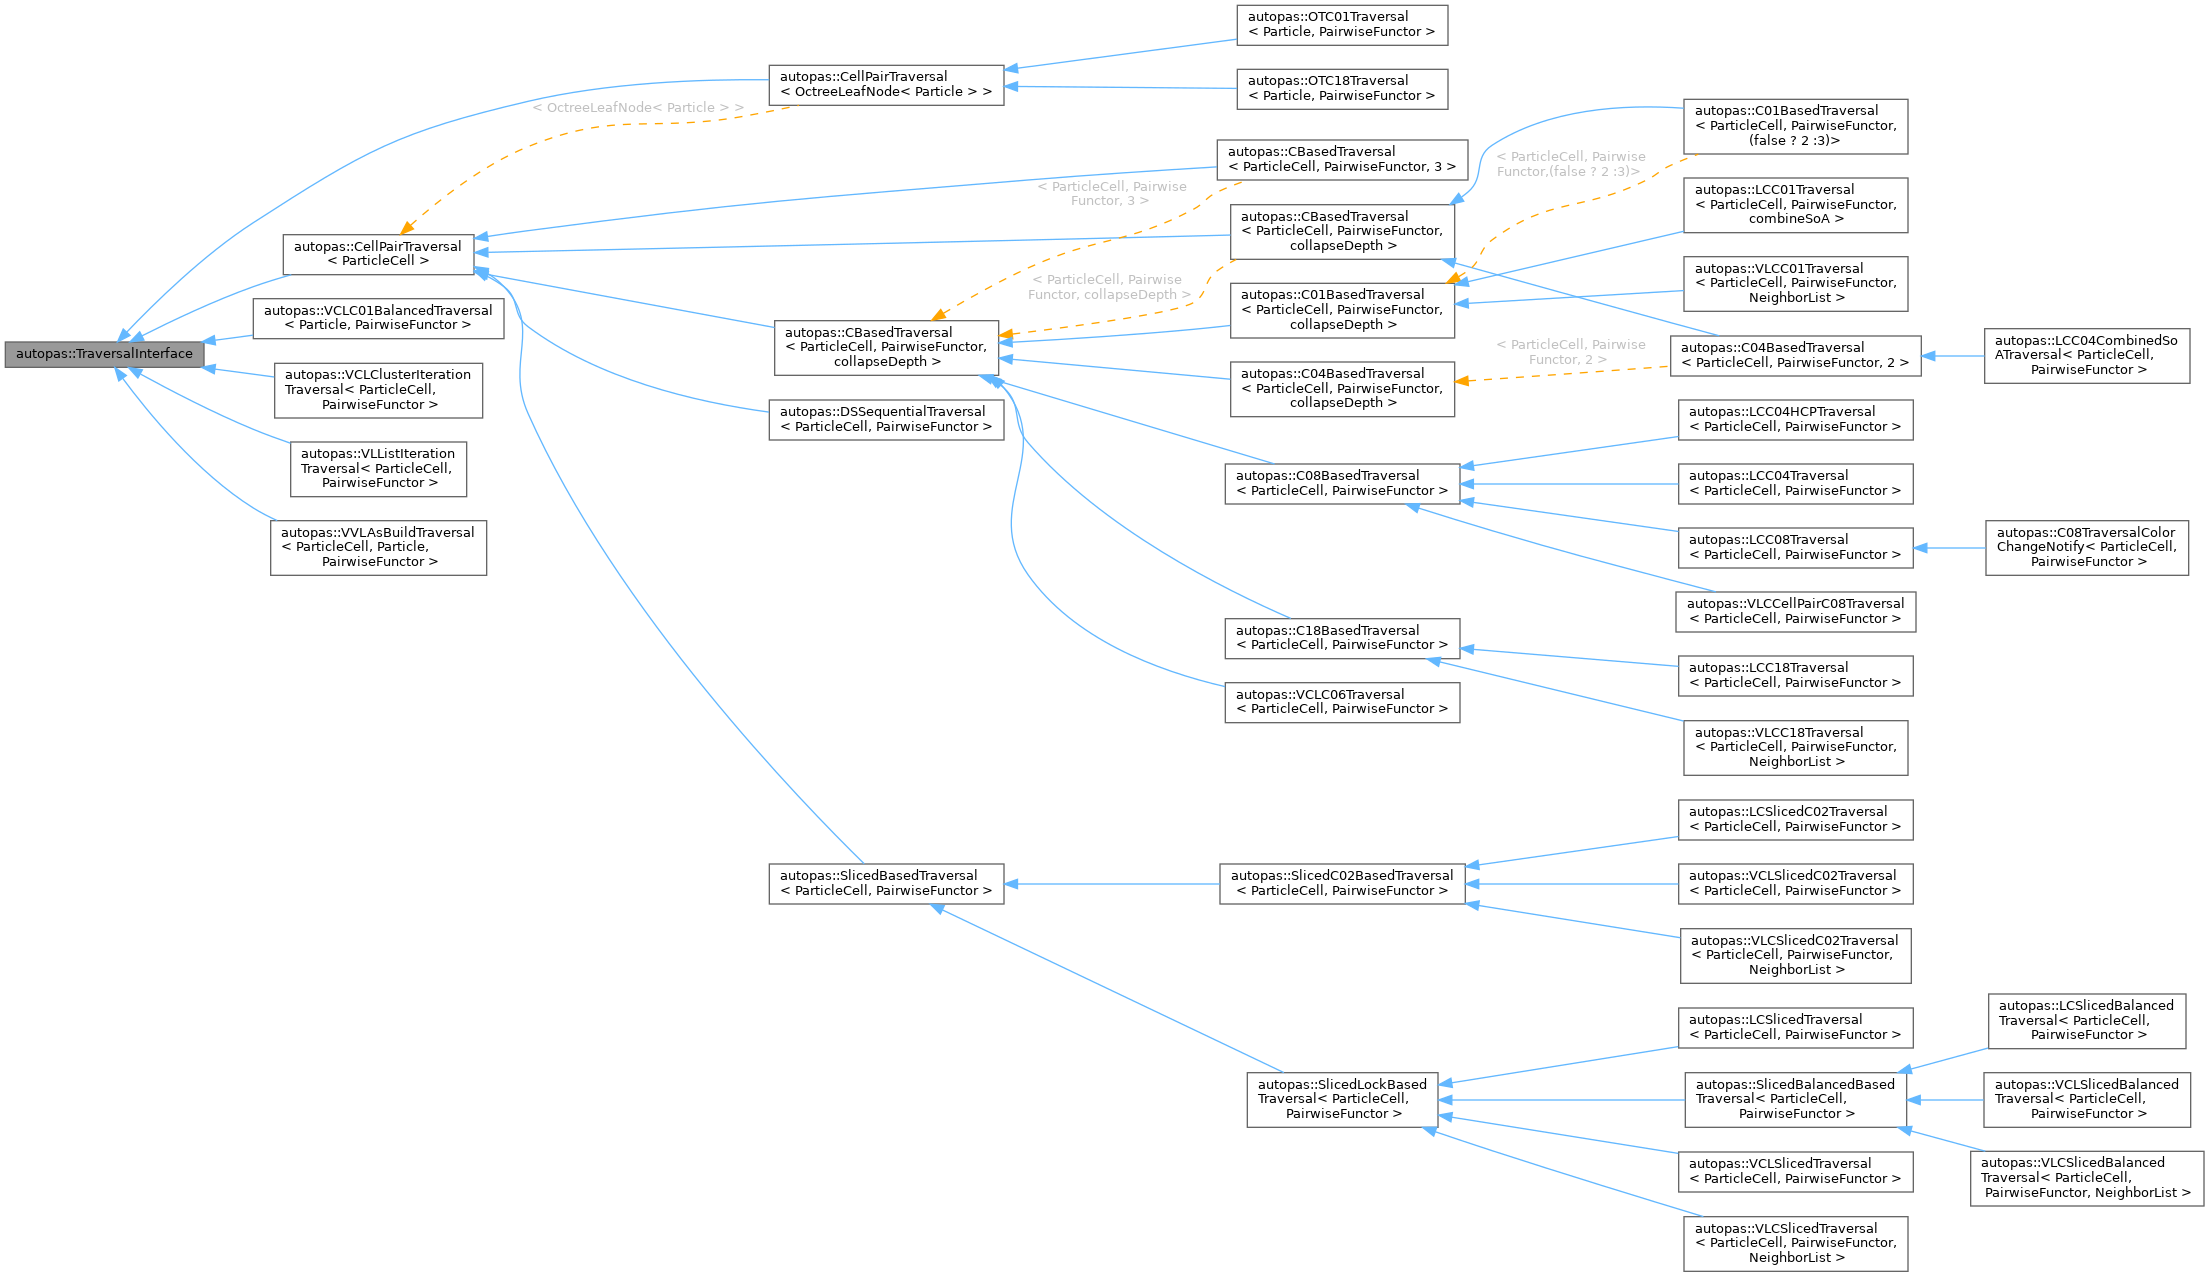 autopas::TraversalInterface
autopas::CellPairTraversal
< ParticleCell >
autopas::VCLC01BalancedTraversal
< Particle, PairwiseFunctor >
autopas::VCLClusterIteration
Traversal< ParticleCell,
PairwiseFunctor >
autopas::VLListIteration
Traversal< ParticleCell,
PairwiseFunctor >
autopas::VVLAsBuildTraversal
< ParticleCell, Particle,
PairwiseFunctor >
< OctreeLeafNode< Particle > >
autopas::CellPairTraversal
< OctreeLeafNode< Particle > >
autopas::CBasedTraversal
< ParticleCell, PairwiseFunctor,
collapseDepth >
autopas::DSSequentialTraversal
< ParticleCell, PairwiseFunctor >
autopas::SlicedBasedTraversal
< ParticleCell, PairwiseFunctor >
< ParticleCell, Pairwise
Functor, 3 >
< ParticleCell, Pairwise
Functor, collapseDepth >
autopas::OTC01Traversal
< Particle, PairwiseFunctor >
autopas::OTC18Traversal
< Particle, PairwiseFunctor >
autopas::CBasedTraversal
< ParticleCell, PairwiseFunctor, 3 >
autopas::CBasedTraversal
< ParticleCell, PairwiseFunctor,
collapseDepth >
autopas::C01BasedTraversal
< ParticleCell, PairwiseFunctor,
collapseDepth >
autopas::C04BasedTraversal
< ParticleCell, PairwiseFunctor,
collapseDepth >
autopas::C08BasedTraversal
< ParticleCell, PairwiseFunctor >
autopas::C18BasedTraversal
< ParticleCell, PairwiseFunctor >
autopas::VCLC06Traversal
< ParticleCell, PairwiseFunctor >
autopas::SlicedC02BasedTraversal
< ParticleCell, PairwiseFunctor >
autopas::SlicedLockBased
Traversal< ParticleCell,
PairwiseFunctor >
< ParticleCell, Pairwise
Functor,(false ? 2 :3)>
< ParticleCell, Pairwise
Functor, 2 >
autopas::C01BasedTraversal
< ParticleCell, PairwiseFunctor,
(false ? 2 :3)>
autopas::LCC01Traversal
< ParticleCell, PairwiseFunctor,
combineSoA >
autopas::VLCC01Traversal
< ParticleCell, PairwiseFunctor,
NeighborList >
autopas::C04BasedTraversal
< ParticleCell, PairwiseFunctor, 2 >
autopas::LCC04HCPTraversal
< ParticleCell, PairwiseFunctor >
autopas::LCC04Traversal
< ParticleCell, PairwiseFunctor >
autopas::LCC08Traversal
< ParticleCell, PairwiseFunctor >
autopas::VLCCellPairC08Traversal
< ParticleCell, PairwiseFunctor >
autopas::LCC18Traversal
< ParticleCell, PairwiseFunctor >
autopas::VLCC18Traversal
< ParticleCell, PairwiseFunctor,
NeighborList >
autopas::LCSlicedC02Traversal
< ParticleCell, PairwiseFunctor >
autopas::VCLSlicedC02Traversal
< ParticleCell, PairwiseFunctor >
autopas::VLCSlicedC02Traversal
< ParticleCell, PairwiseFunctor,
NeighborList >
autopas::LCSlicedTraversal
< ParticleCell, PairwiseFunctor >
autopas::SlicedBalancedBased
Traversal< ParticleCell,
PairwiseFunctor >
autopas::VCLSlicedTraversal
< ParticleCell, PairwiseFunctor >
autopas::VLCSlicedTraversal
< ParticleCell, PairwiseFunctor,
NeighborList >
autopas::LCC04CombinedSo
ATraversal< ParticleCell,
PairwiseFunctor >
autopas::C08TraversalColor
ChangeNotify< ParticleCell,
PairwiseFunctor >
autopas::LCSlicedBalanced
Traversal< ParticleCell,
PairwiseFunctor >
autopas::VCLSlicedBalanced
Traversal< ParticleCell,
PairwiseFunctor >
autopas::VLCSlicedBalanced
Traversal< ParticleCell,
PairwiseFunctor, NeighborList >